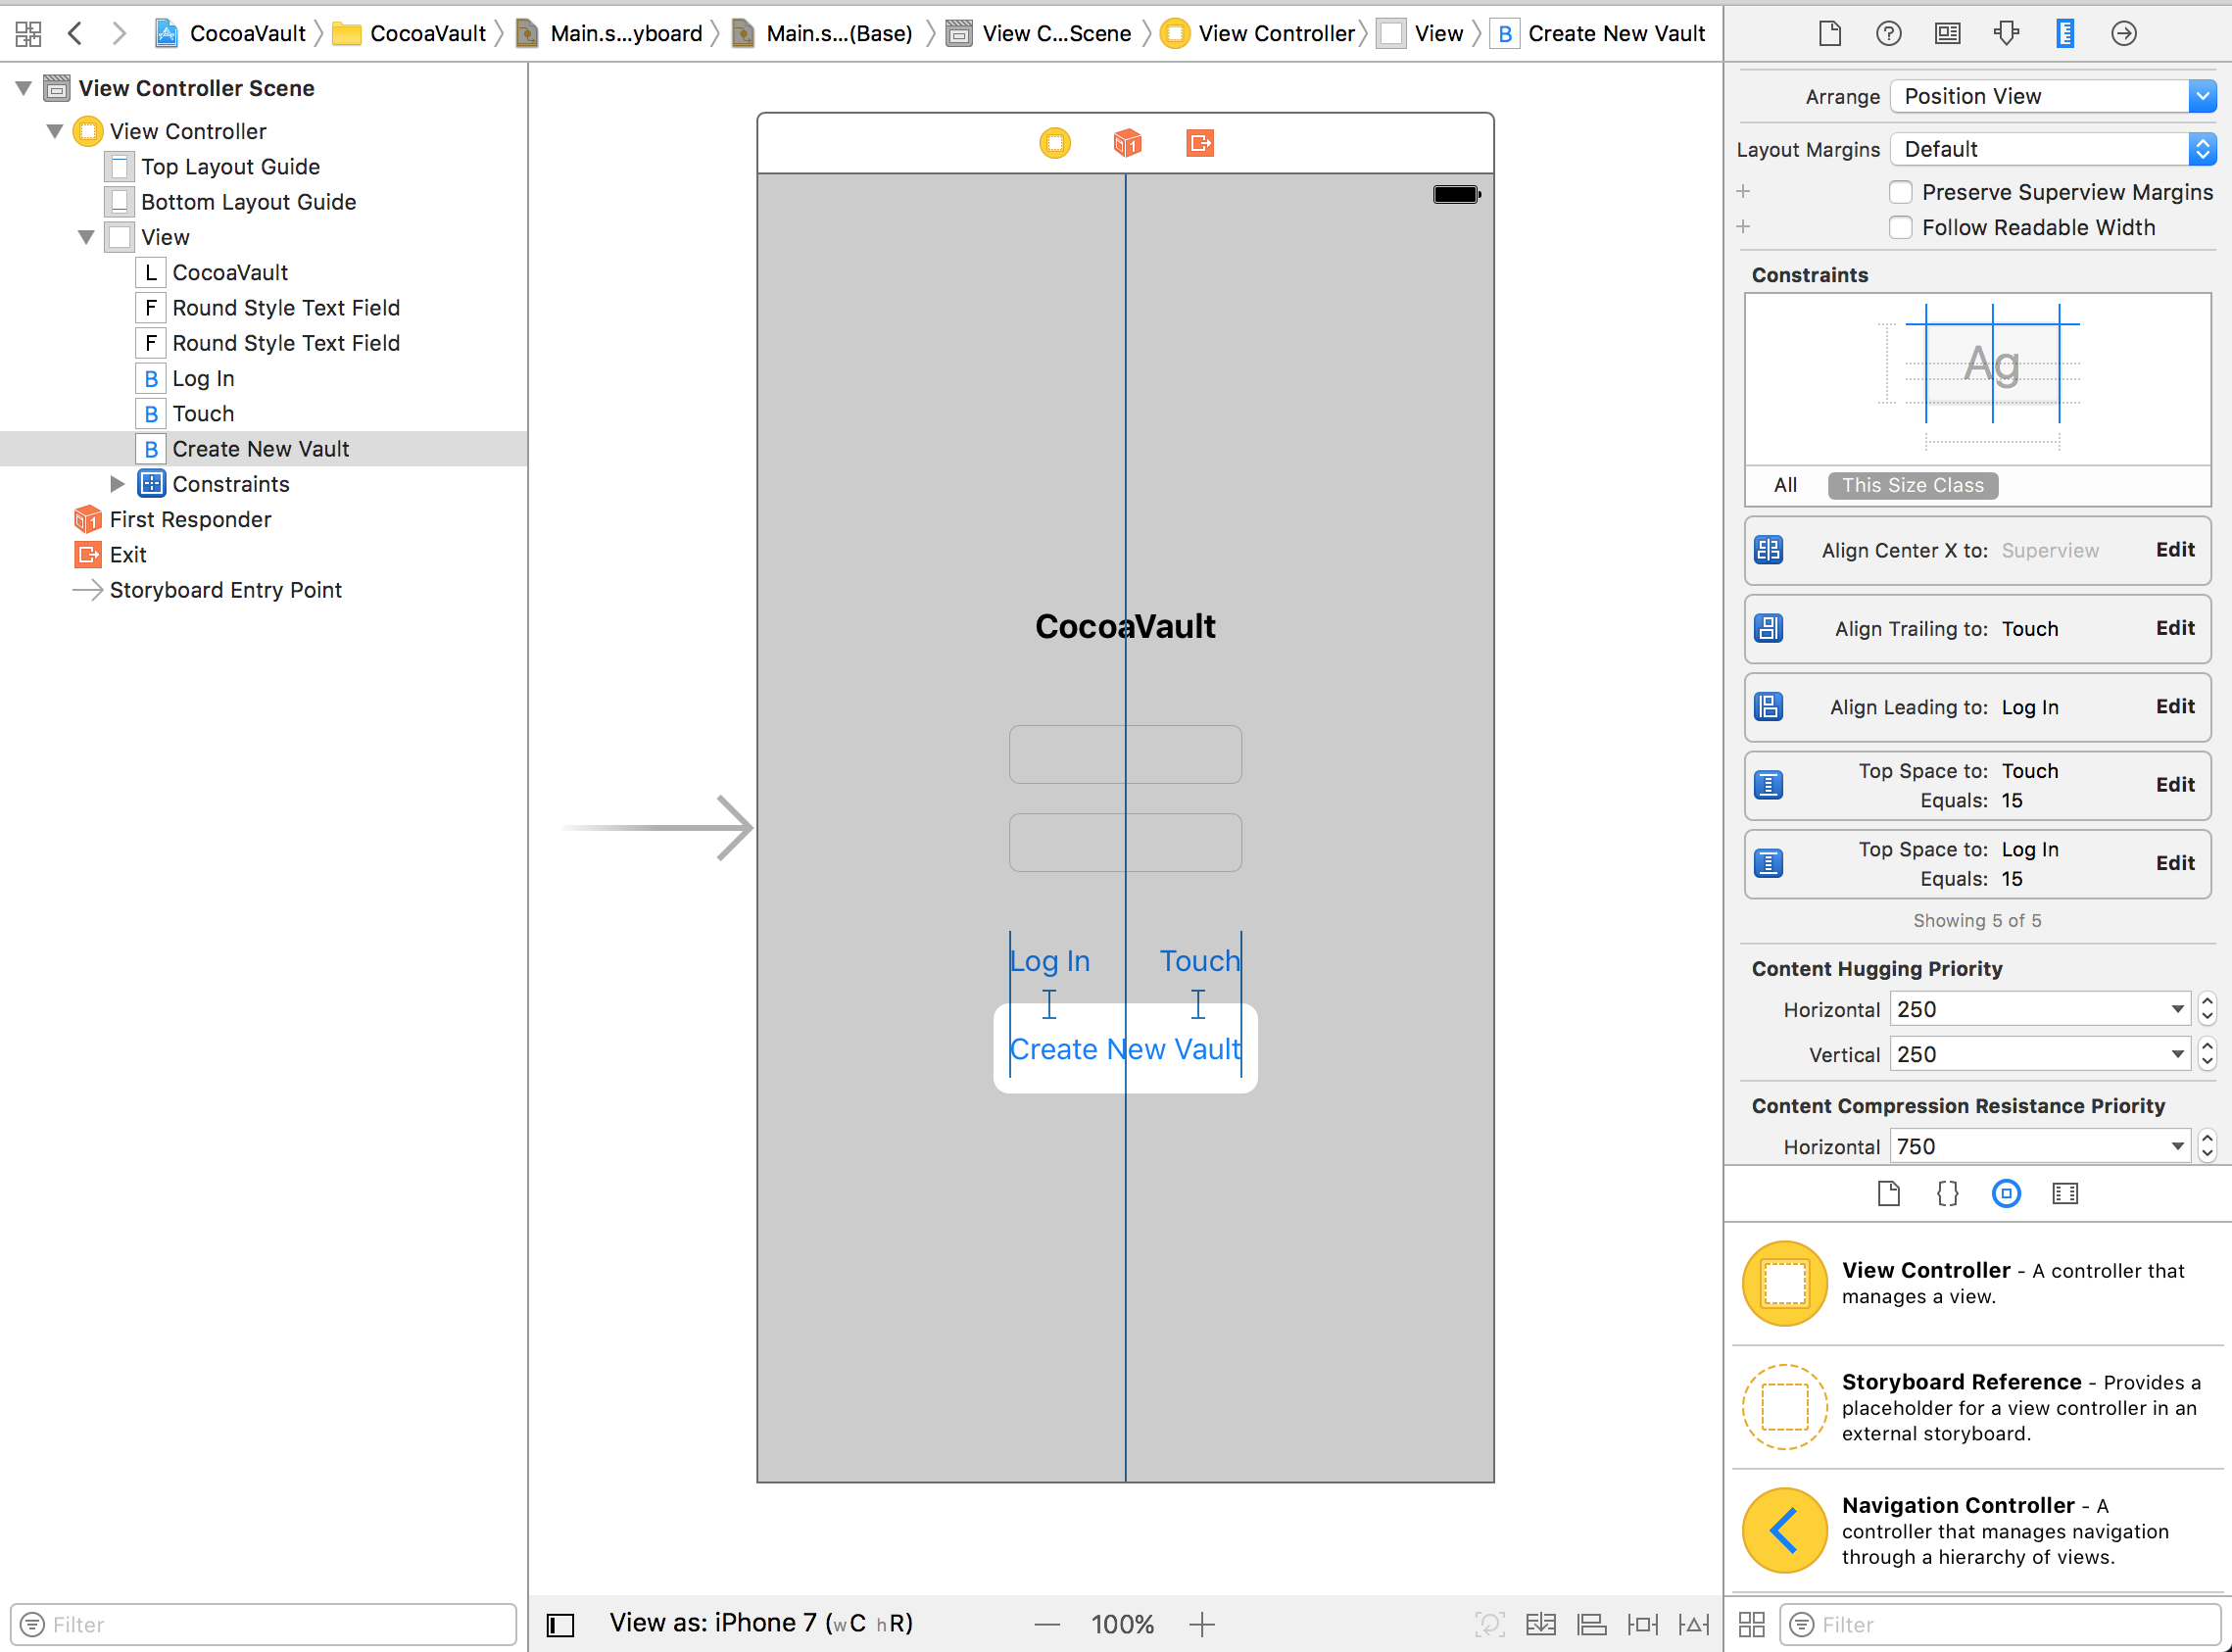 CocoaVault CocoaVault Main.s...yboard Main.s...(Base) View C...Scene View Controller View B Create New Vault
View Controller Scene
View Controller
Top Layout Guide
Bottom Layout Guide
View
L CocoaVault
F Round Style Text Field
F Round Style Text Field
B Log In
B Touch
B Create New Vault
Constraints
First Responder
Exit
Storyboard Entry Point
Filter
CocoaVault
Log In Touch
Create New Vault
View as: iPhone 7 (wC hR) — 100% +
Arrange Position View
Layout Margins Default
+ Preserve Superview Margins
+ Follow Readable Width
Constraints
Ag
All This Size Class
Align Center X to: Superview Edit
Align Trailing to: Touch Edit
Align Leading to: Log In Edit
Top Space to: Touch
Equals: 15 Edit
Top Space to: Log In
Equals: 15 Edit
Showing 5 of 5
Content Hugging Priority
Horizontal 250
Vertical 250
Content Compression Resistance Priority
Horizontal 750
{}
View Controller - A controller that
manages a view.
Storyboard Reference - Provides a
placeholder for a view controller in an
external storyboard.
Navigation Controller - A
controller that manages navigation
through a hierarchy of views.
Filter